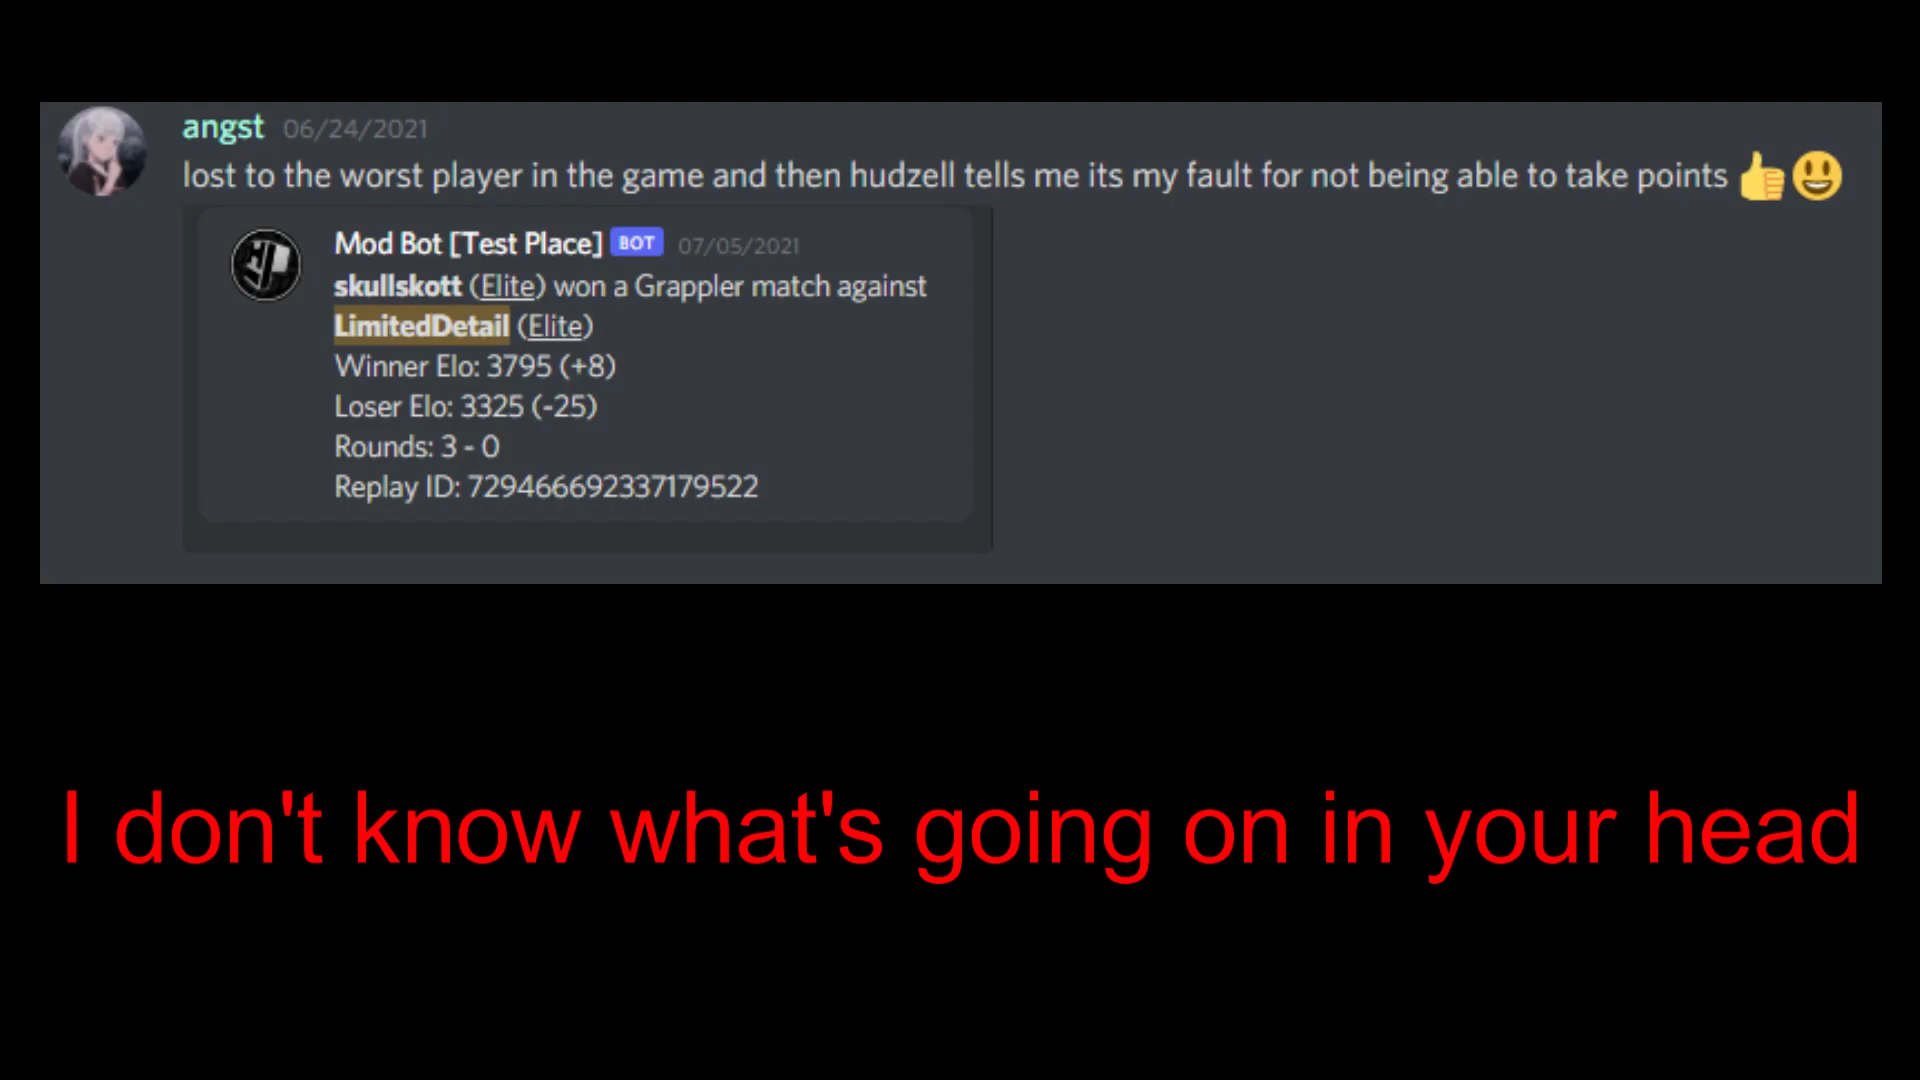 angst 06/24/2021
lost to the worst player in the game and then hudzell tells me its my fault for not being able to take points 👍😃
Mod Bot [Test Place] BOT 07/05/2021
skullskott (Elite) won a Grappler match against
LimitedDetail (Elite)
Winner Elo: 3795 (+8)
Loser Elo: 3325 (-25)
Rounds: 3 - 0
Replay ID: 729466692337179522
I don't know what's going on in your head